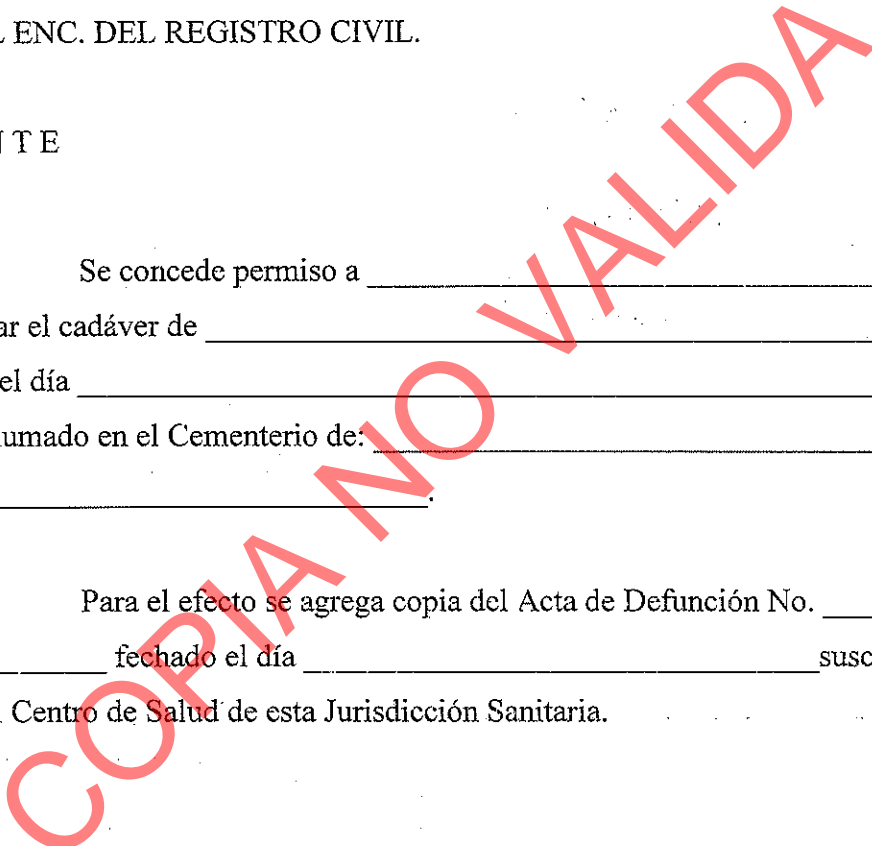 ENC. DEL REGISTRO CIVIL.
T E
Se concede permiso a
el cadáver de
el día
en el Cementerio de:
.
Para el efecto se agrega copia del Acta de Defunción No.
fechado el día
Centro de Salud de esta Jurisdicción Sanitaria.
COPIA NO VALIDA